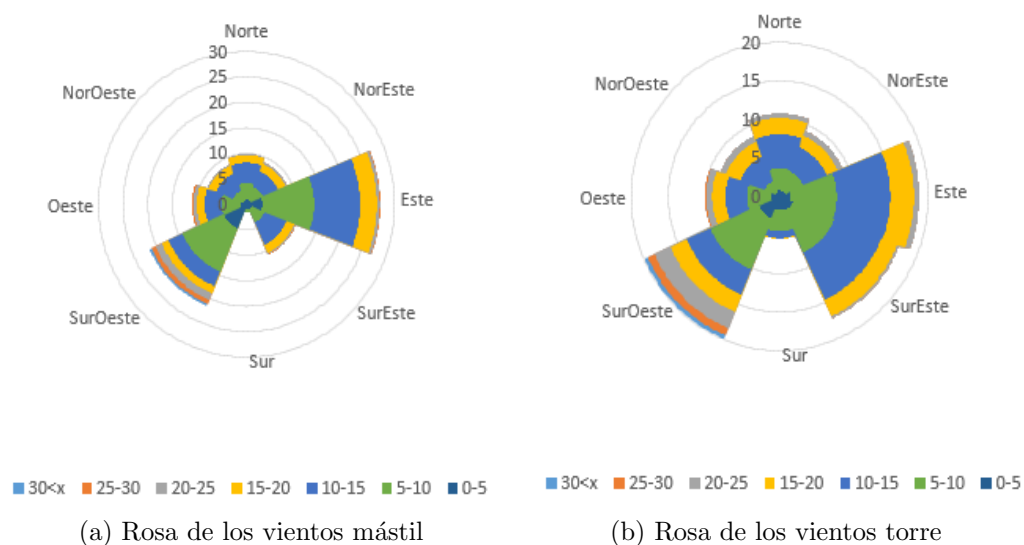 Norte
30
25
20
15
10
5
0
NorOeste
NorEste
Oeste
Este
SurOeste
SurEste
Sur
30<x 25-30 20-25 15-20 10-15 5-10 0-5
(a) Rosa de los vientos mástil
Norte
20
15
10
5
0
NorOeste
NorEste
Oeste
Este
SurOeste
SurEste
Sur
30<x 25-30 20-25 15-20 10-15 5-10 0-5
(b) Rosa de los vientos torre